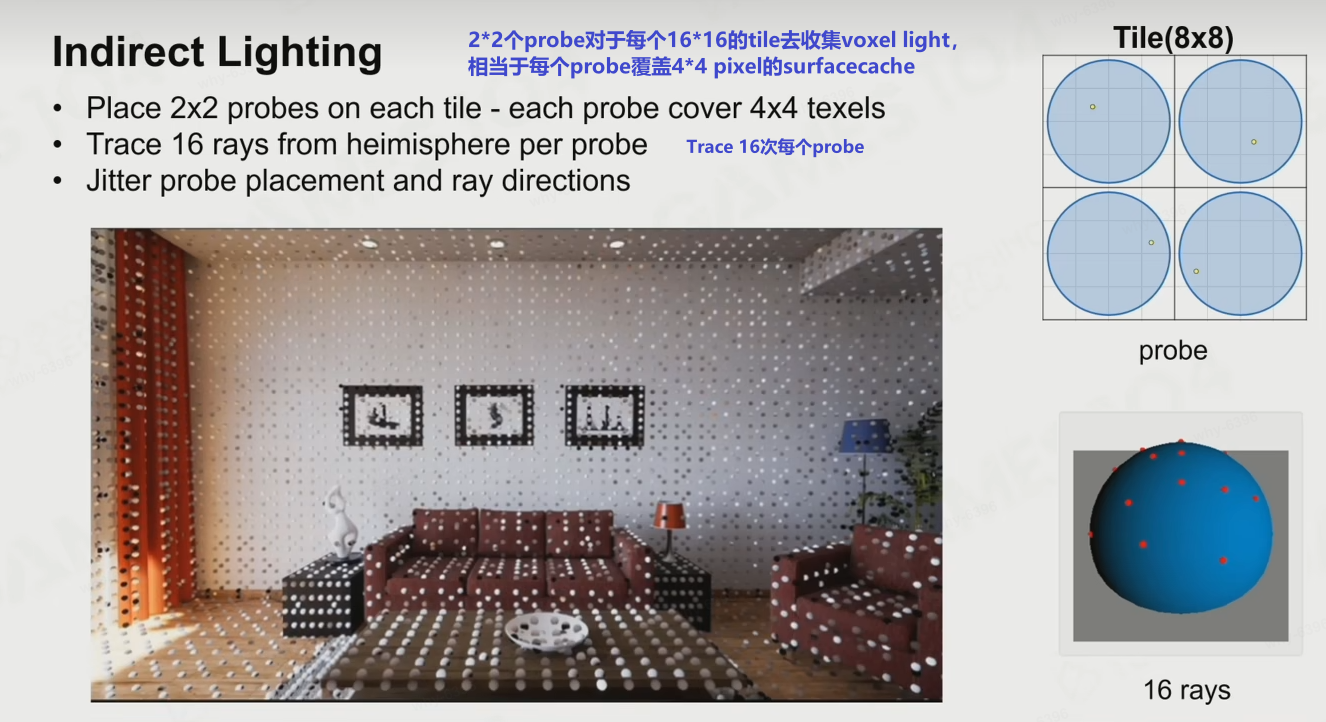 Indirect Lighting
2*2个probe对于每个16*16的tile去收集voxel light,
相当于每个probe覆盖4*4 pixel的surfacecache
• Place 2x2 probes on each tile - each probe cover 4x4 texels
• Trace 16 rays from heimisphere per probe
Trace 16次每个probe
• Jitter probe placement and ray directions
Tile(8x8)
probe
16 rays